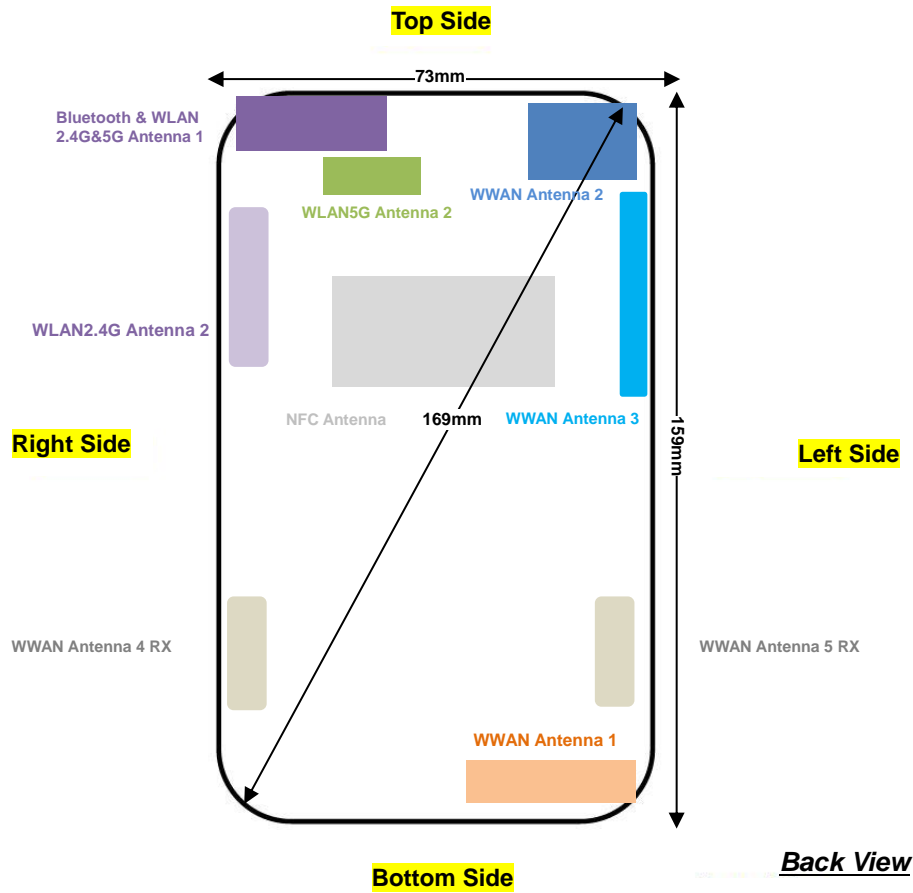 Top Side
73mm
Bluetooth & WLAN
2.4G&5G Antenna 1
WWAN Antenna 2
WLAN5G Antenna 2
WLAN2.4G Antenna 2
NFC Antenna
169mm
WWAN Antenna 3
159mm
Right Side
Left Side
WWAN Antenna 4 RX
WWAN Antenna 5 RX
WWAN Antenna 1
Back View
Bottom Side